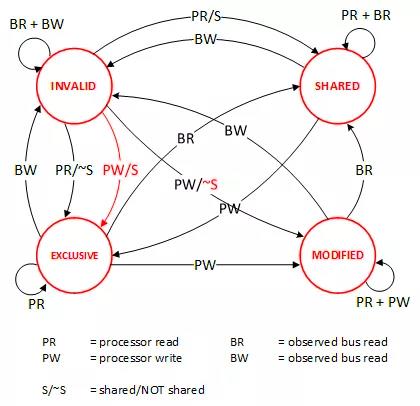 BR + BW
PR/S
PR + BR
BW
INVALID
SHARED
BR
BW
BW
PR/~S
PW/S
PW/~S
BR
PW
EXCLUSIVE
MODIFIED
PW
PR
PR + PW
PR = processor read
BR = observed bus read
PW = processor write
BW = observed bus read
S/~S = shared/NOT shared